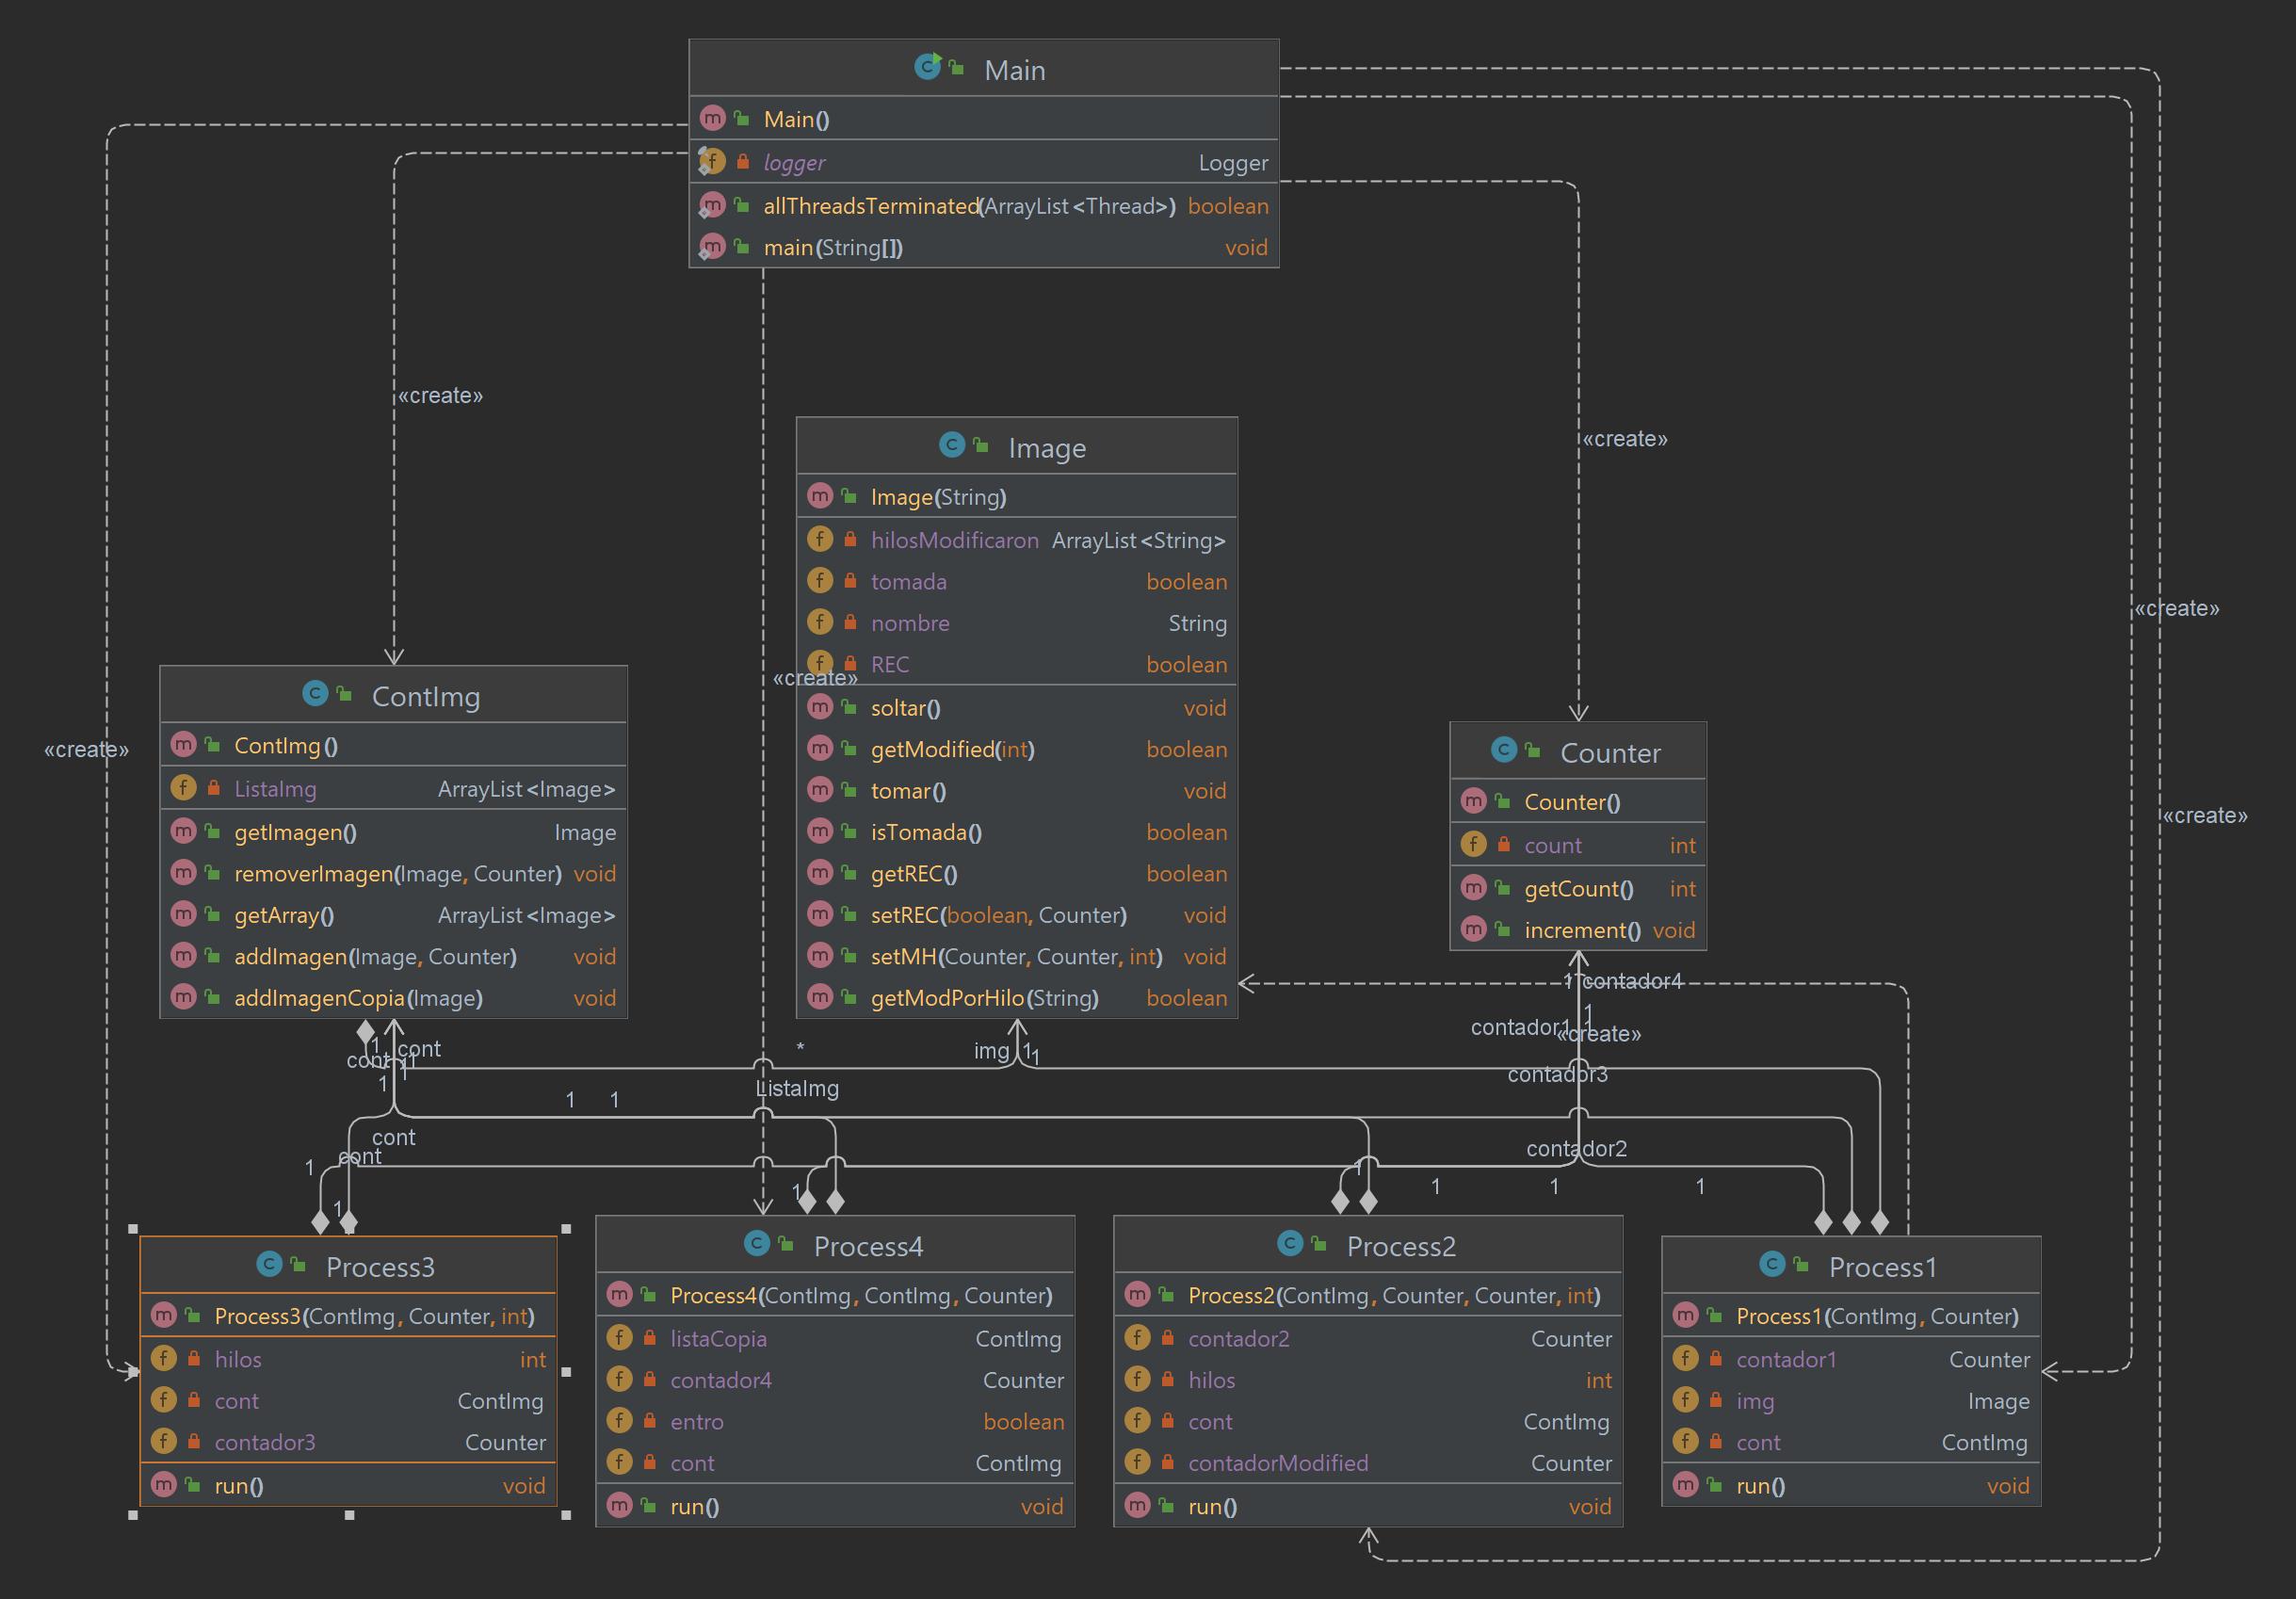 Main
Main()
logger Logger
allThreadsTerminated(ArrayList<Thread>) boolean
main(String[]) void
«create»
«create»
«create»
«create»
«create»
«create»
Image
Image(String)
hilosModificaron ArrayList<String>
tomada boolean
nombre String
REC boolean
soltar() void
getModified(int) boolean
tomar() void
isTomada() boolean
getREC() boolean
setREC(boolean, Counter) void
setMH(Counter, Counter, int) void
getModPorHilo(String) boolean
ContImg
ContImg()
ListaImg ArrayList<Image>
getImagen() Image
removerImagen(Image, Counter) void
getArray() ArrayList<Image>
addImagen(Image, Counter) void
addImagenCopia(Image) void
Counter
Counter()
count int
getCount() int
increment() void
1 contador4
1
contador1 1
«create»
cont 1 cont
1 1
* img 1 1
contador3
1
ListaImg
1 1
cont
cont
1
contador2
1
1
1
1
1 1 1
Process3
Process3(ContImg, Counter, int)
hilos int
cont ContImg
contador3 Counter
run() void
Process4
Process4(ContImg, ContImg, Counter)
listaCopia ContImg
contador4 Counter
entro boolean
cont ContImg
run() void
Process2
Process2(ContImg, Counter, Counter, int)
contador2 Counter
hilos int
cont ContImg
contadorModified Counter
run() void
Process1
Process1(ContImg, Counter)
contador1 Counter
img Image
cont ContImg
run() void